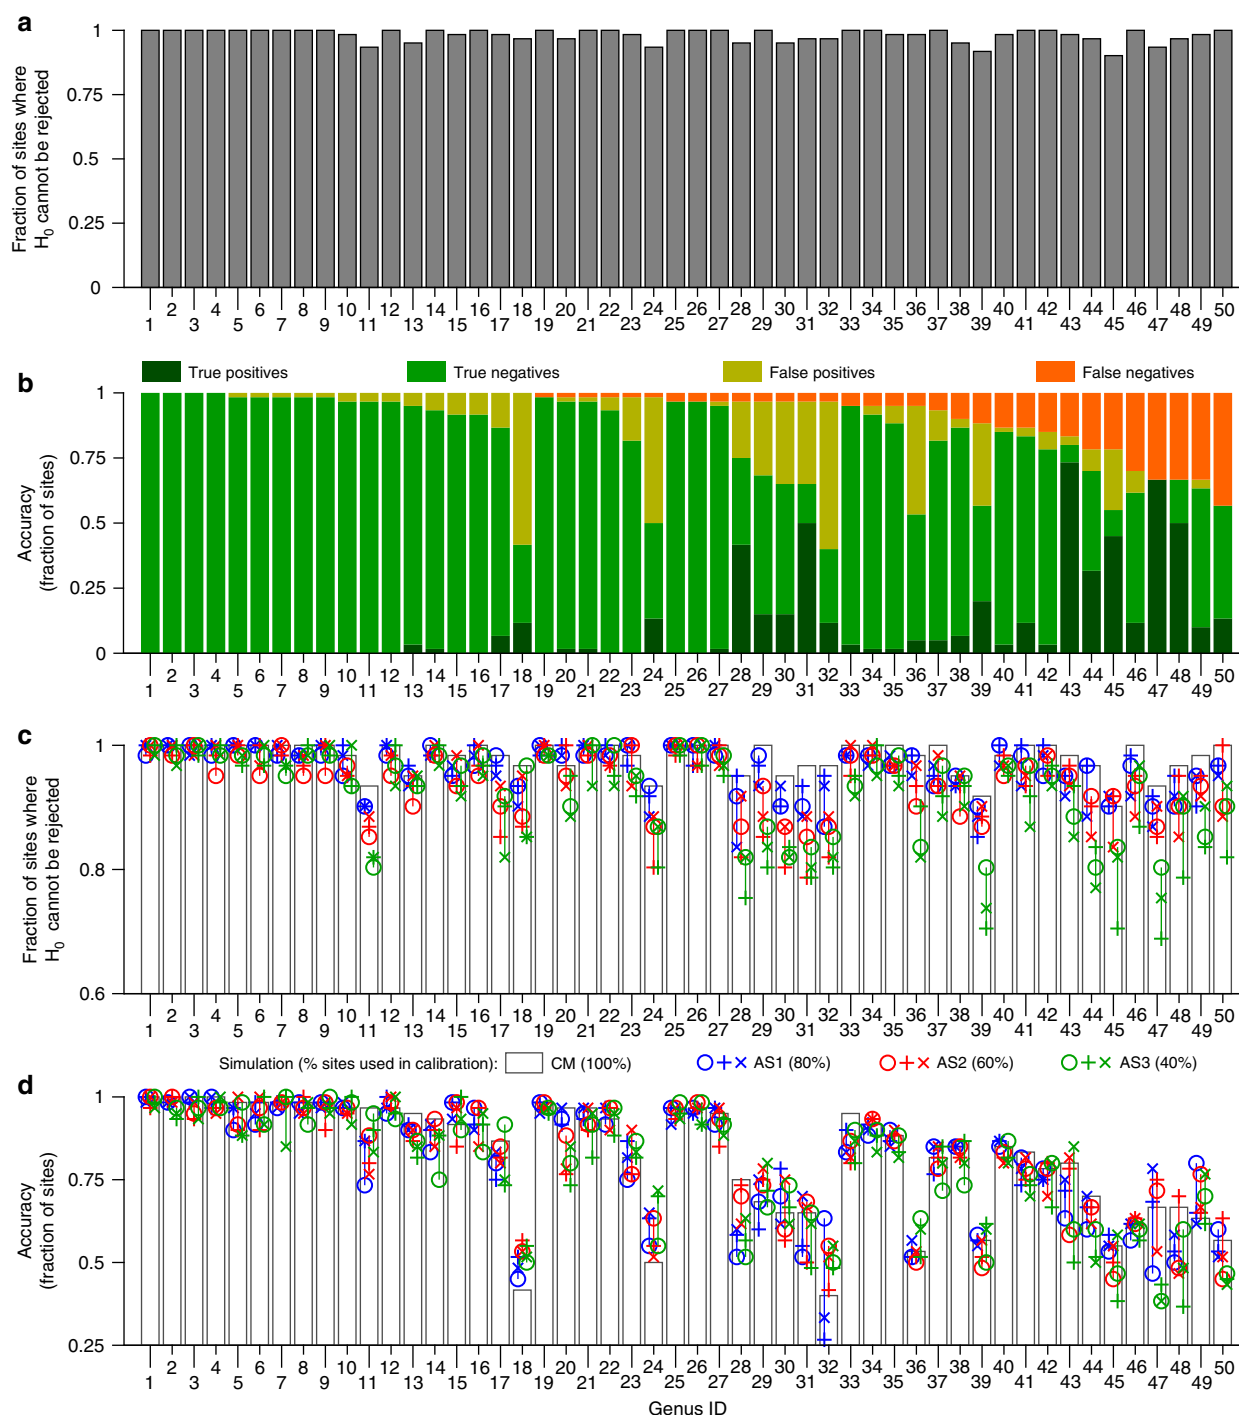 a
Fraction of sites where
H0 cannot be rejected
1
0.75
0.5
0.25
0
1 2 3 4 5 6 7 8 9 10 11 12 13 14 15 16 17 18 19 20 21 22 23 24 25 26 27 28 29 30 31 32 33 34 35 36 37 38 39 40 41 42 43 44 45 46 47 48 49 50
True positives
True negatives
False positives
False negatives
b
Accuracy
(fraction of sites)
1
0.75
0.5
0.25
0
1 2 3 4 5 6 7 8 9 10 11 12 13 14 15 16 17 18 19 20 21 22 23 24 25 26 27 28 29 30 31 32 33 34 35 36 37 38 39 40 41 42 43 44 45 46 47 48 49 50
c
Fraction of sites where
H0 cannot be rejected
1
0.8
0.6
1 2 3 4 5 6 7 8 9 10 11 12 13 14 15 16 17 18 19 20 21 22 23 24 25 26 27 28 29 30 31 32 33 34 35 36 37 38 39 40 41 42 43 44 45 46 47 48 49 50
Simulation (% sites used in calibration):
CM (100%)
AS1 (80%)
AS2 (60%)
AS3 (40%)
d
Accuracy
(fraction of sites)
1
0.75
0.5
0.25
1 2 3 4 5 6 7 8 9 10 11 12 13 14 15 16 17 18 19 20 21 22 23 24 25 26 27 28 29 30 31 32 33 34 35 36 37 38 39 40 41 42 43 44 45 46 47 48 49 50
Genus ID